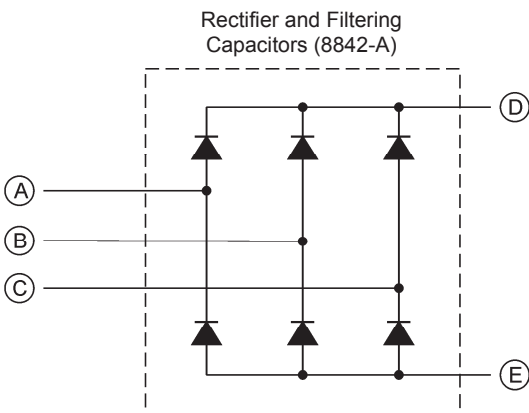 Rectifier and Filtering
Capacitors (8842-A)
D
A
B
C
E